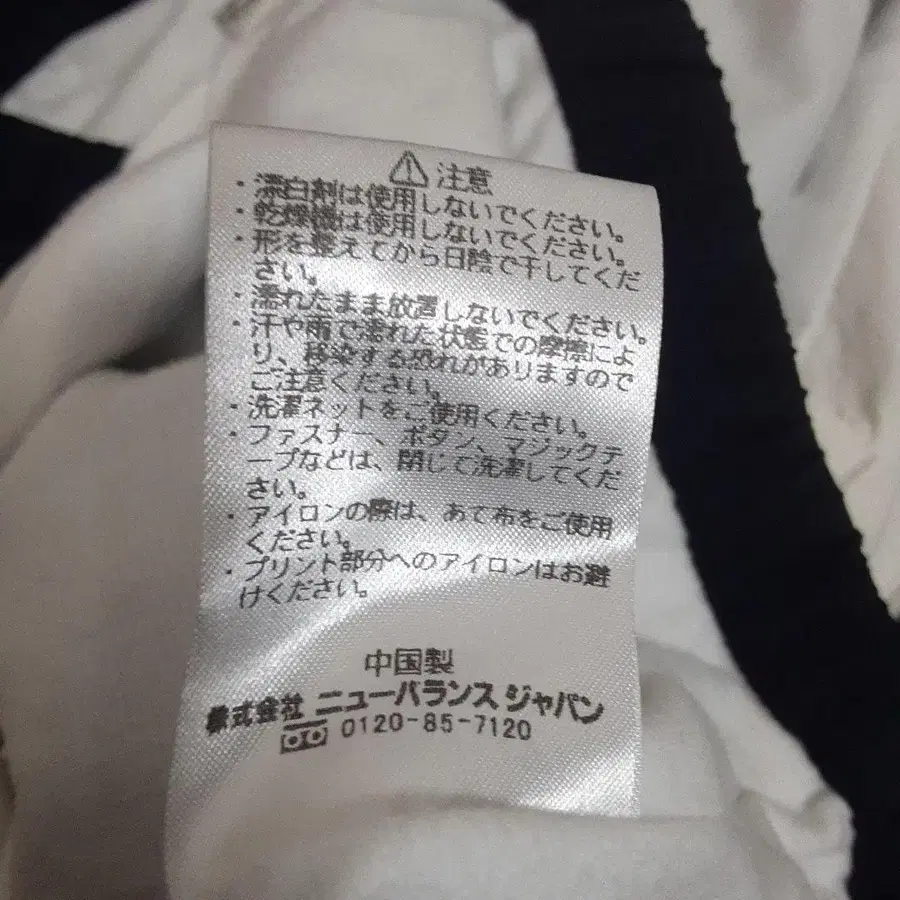 ⚠注意
・漂白剤は使用しないでください。
・乾燥機は使用しないでください。
・形を整えてから日陰で干してくだ
さい。
・濡れたまま放置しないでください。
・汗や雨で濡れた状態での摩擦によ
り、移染する恐れがありますので
ご注意ください。
・洗濯ネットをご使用ください。
・ファスナー、ボタン、マジックテ
ープなどは、閉じて洗濯してくだ
さい。
・アイロンの際は、あて布をご使用
ください。
・プリント部分へのアイロンはお避
けください。
中国製
株式会社 ニューバランス ジャパン
0120-85-7120